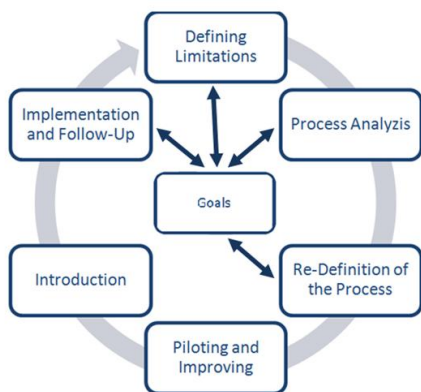 Defining
Limitations
Process Analyzis
Re-Definition of
the Process
Piloting and
Improving
Introduction
Implementation
and Follow-Up
Goals